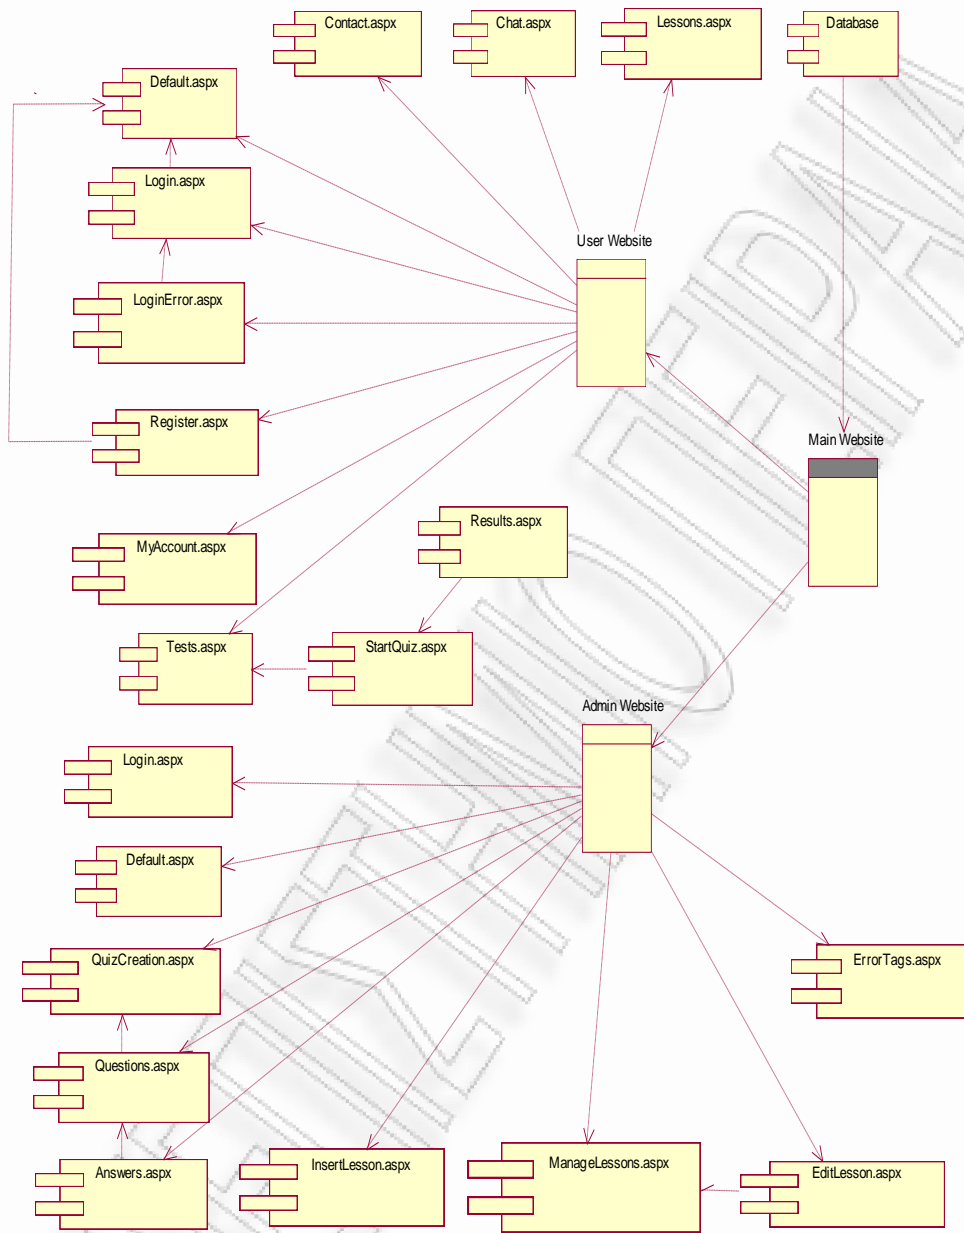 Contact.aspx
Chat.aspx
Lessons.aspx
Database
Default.aspx
Login.aspx
User Website
LoginError.aspx
Register.aspx
Main Website
Results.aspx
MyAccount.aspx
Tests.aspx
StartQuiz.aspx
Admin Website
Login.aspx
Default.aspx
QuizCreation.aspx
ErrorTags.aspx
Questions.aspx
Answers.aspx
InsertLesson.aspx
ManageLessons.aspx
EditLesson.aspx